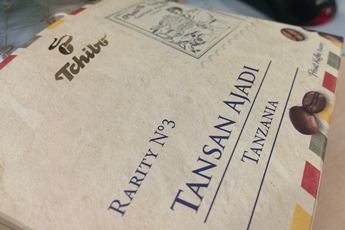 Tchibo
RARITY Nº3
TANSAN AJADI
TANZANIA